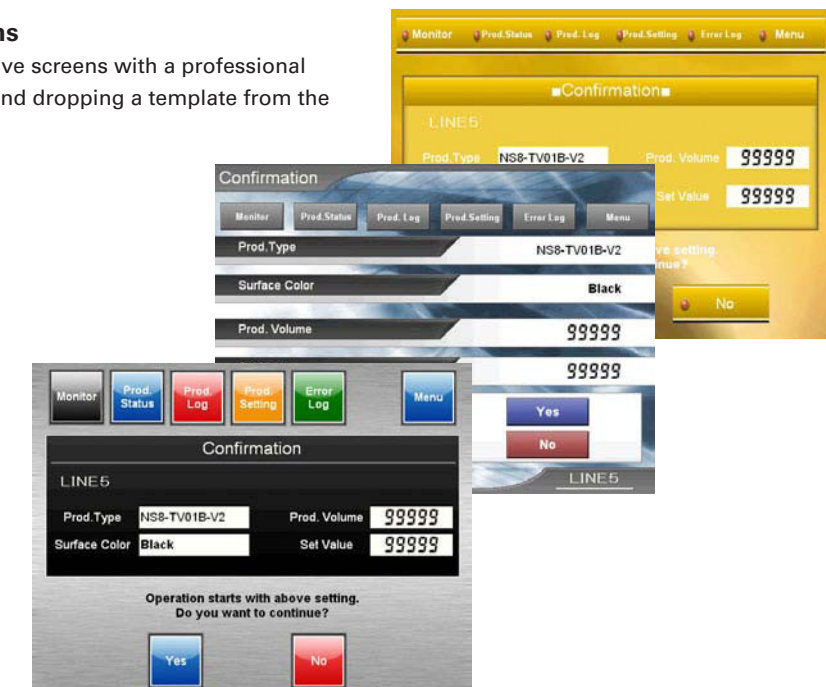 ns
ve screens with a professional
nd dropping a template from the
Monitor Prod.Status Prod. Log Prod.Setting Error Log Menu
■Confirmation■
LINE5
Prod.Type NS8-TV01B-V2 Prod. Volume 99999
Set Value 99999
ve setting.
nue?
No
Confirmation
Monitor Prod.Status Prod. Log Prod.Setting Error Log Menu
Prod.Type NS8-TV01B-V2
Surface Color Black
Prod. Volume 99999
99999
Yes
No
LINE5
Monitor Prod. Status Prod. Log Prod. Setting Error Log Menu
Confirmation
LINE5
Prod.Type NS8-TV01B-V2 Prod. Volume 99999
Surface Color Black Set Value 99999
Operation starts with above setting.
Do you want to continue?
Yes No